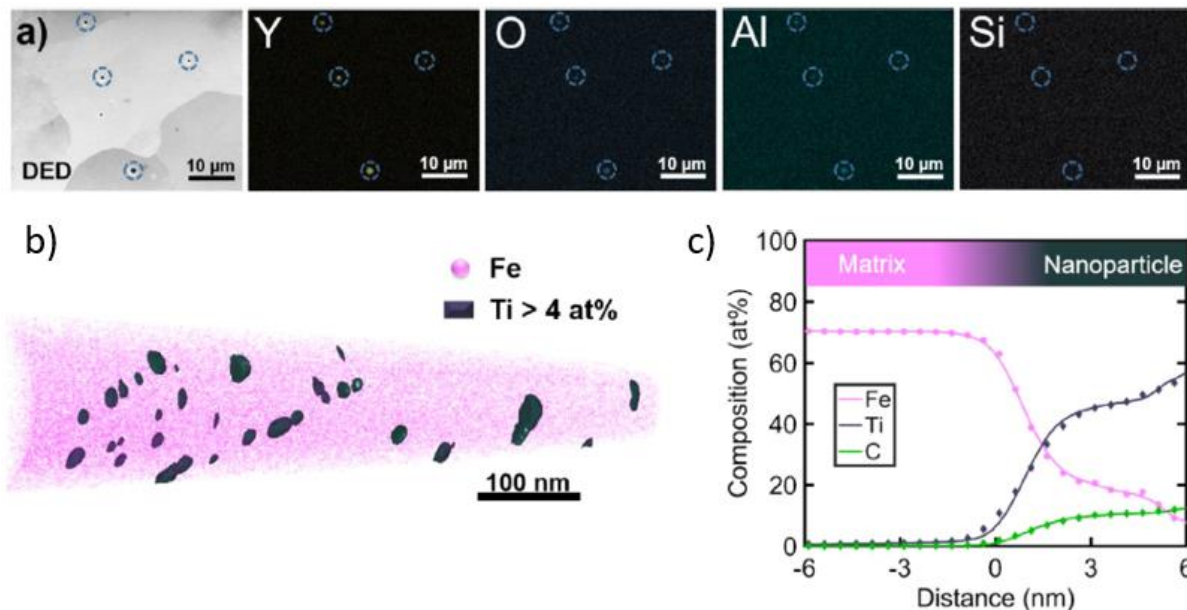 a)
DED
10 µm
Y
10 µm
O
10 µm
Al
10 µm
Si
10 µm
b)
Fe
Ti > 4 at%
100 nm
c)
Composition (at%)
100
80
60
40
20
0
Matrix
Nanoparticle
Fe
Ti
C
-6
-3
0
3
6
Distance (nm)